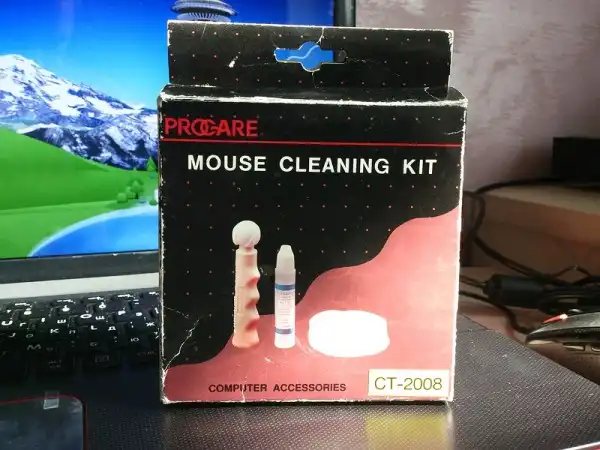 PROCARE
MOUSE CLEANING KIT
COMPUTER ACCESSORIES
CT-2008